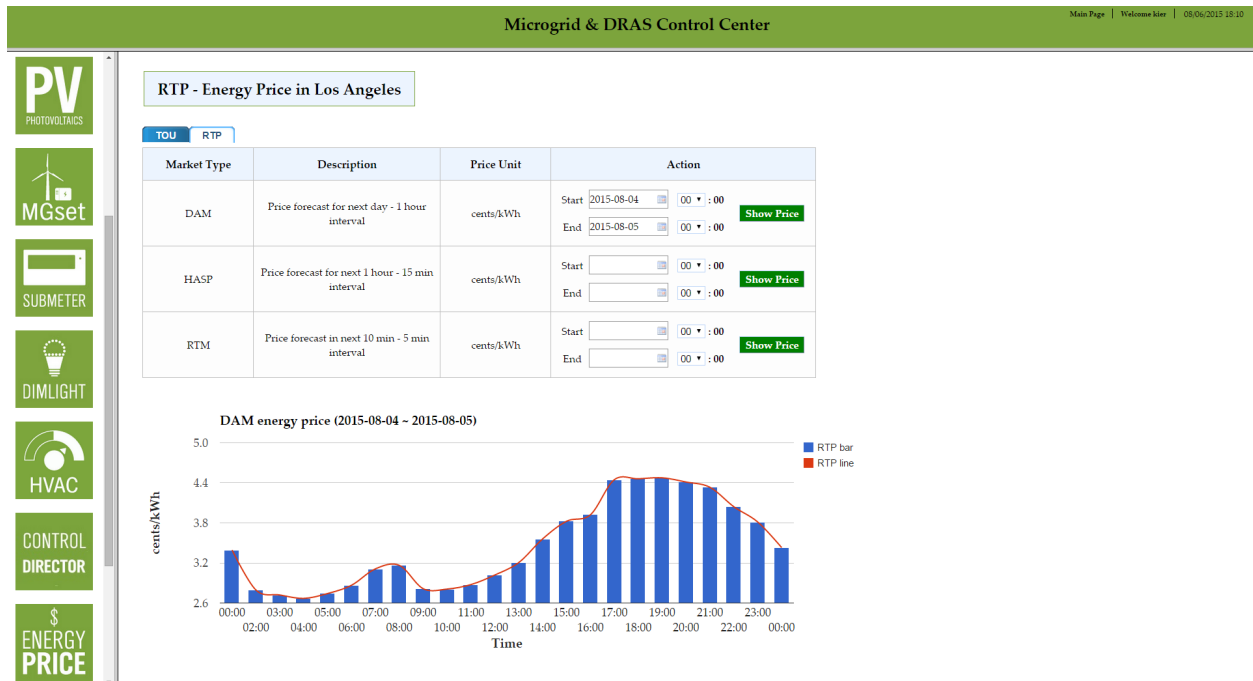 Microgrid & DRAS Control Center
Main Page | Welcome kier | 08/06/2015 18:10
PV
PHOTOVOLTAICS
MGset
SUBMETER
DIMLIGHT
HVAC
CONTROL
DIRECTOR
$
ENERGY
PRICE
RTP - Energy Price in Los Angeles
TOU RTP
Market Type Description Price Unit Action
DAM
Price forecast for next day - 1 hour
interval
cents/kWh
Start 2015-08-04 00 : 00
End 2015-08-05 00 : 00
Show Price
HASP
Price forecast for next 1 hour - 15 min
interval
cents/kWh
Start 00 : 00
End 00 : 00
Show Price
RTM
Price forecast in next 10 min - 5 min
interval
cents/kWh
Start 00 : 00
End 00 : 00
Show Price
DAM energy price (2015-08-04 ~ 2015-08-05)
cents/kWh
5.0
4.4
3.8
3.2
2.6
RTP bar
RTP line
00:00 03:00 05:00 07:00 09:00 11:00 13:00 15:00 17:00 19:00 21:00 23:00
02:00 04:00 06:00 08:00 10:00 12:00 14:00 16:00 18:00 20:00 22:00 00:00
Time